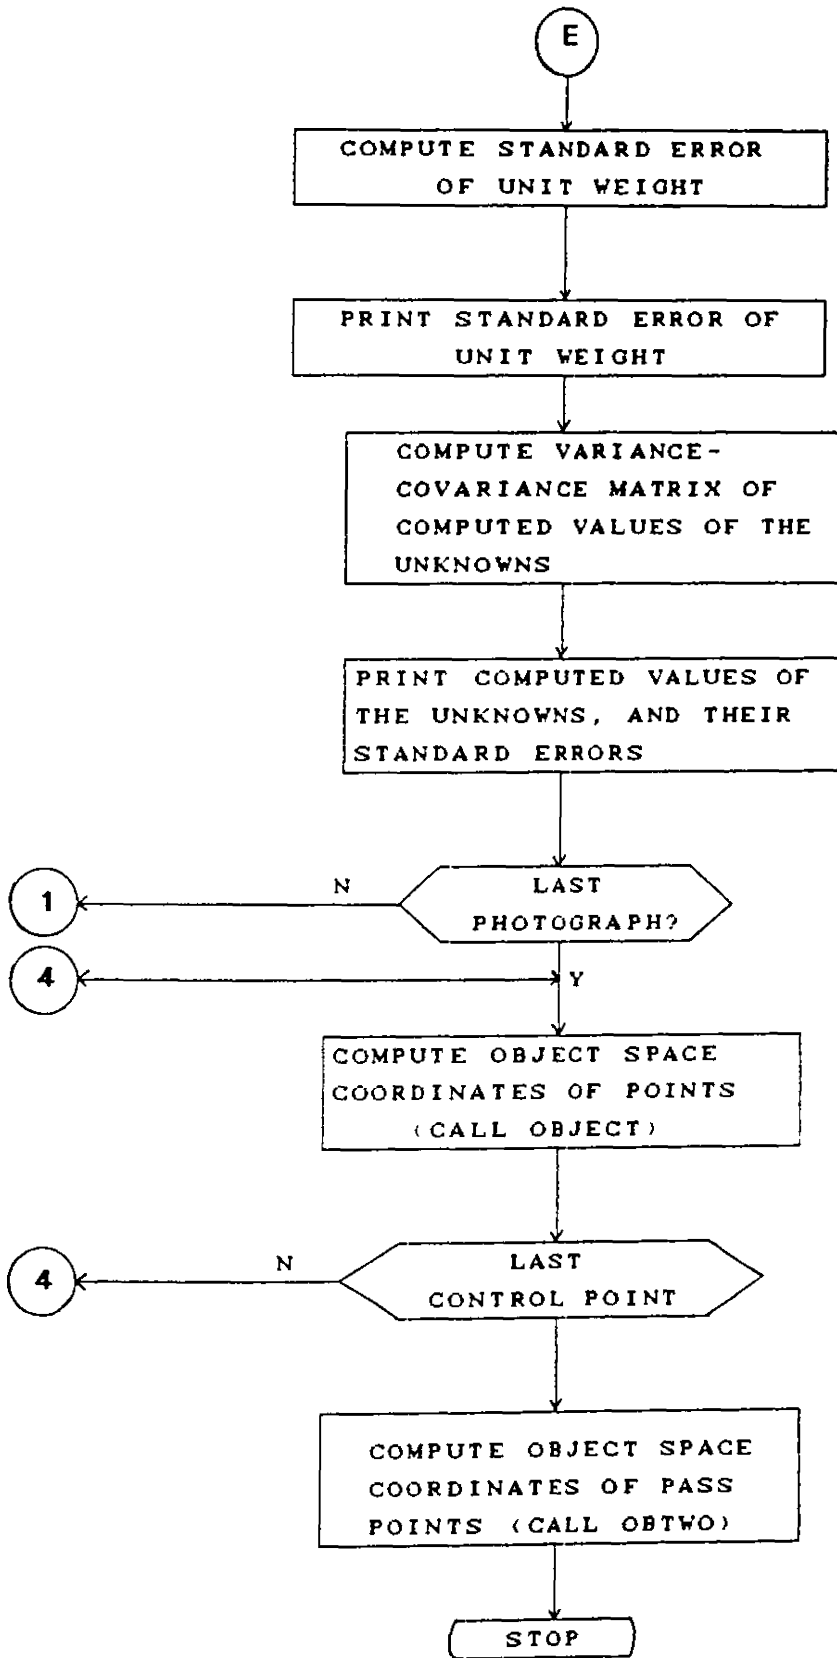 E
COMPUTE STANDARD ERROR
OF UNIT WEIGHT
PRINT STANDARD ERROR OF
UNIT WEIGHT
COMPUTE VARIANCE-
COVARIANCE MATRIX OF
COMPUTED VALUES OF THE
UNKNOWNS
PRINT COMPUTED VALUES OF
THE UNKNOWNS, AND THEIR
STANDARD ERRORS
1
N
LAST
PHOTOGRAPH?
4
Y
COMPUTE OBJECT SPACE
COORDINATES OF POINTS
(CALL OBJECT)
4
N
LAST
CONTROL POINT
COMPUTE OBJECT SPACE
COORDINATES OF PASS
POINTS (CALL OBTWO)
STOP